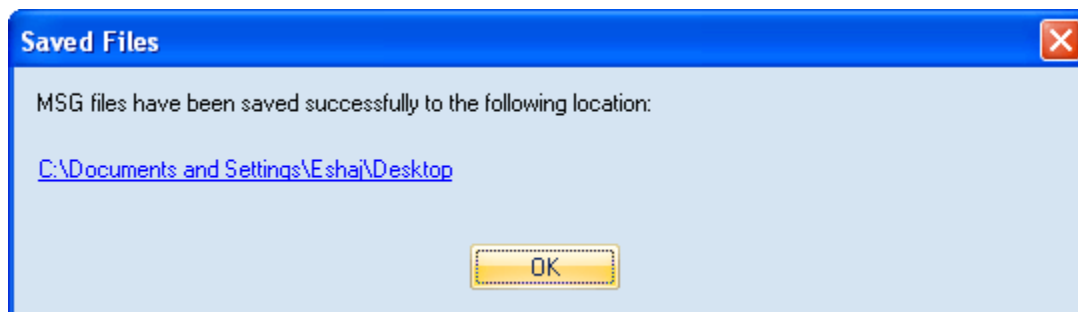 Saved Files
MSG files have been saved successfully to the following location:
C:\Documents and Settings\Eshaj\Desktop
OK